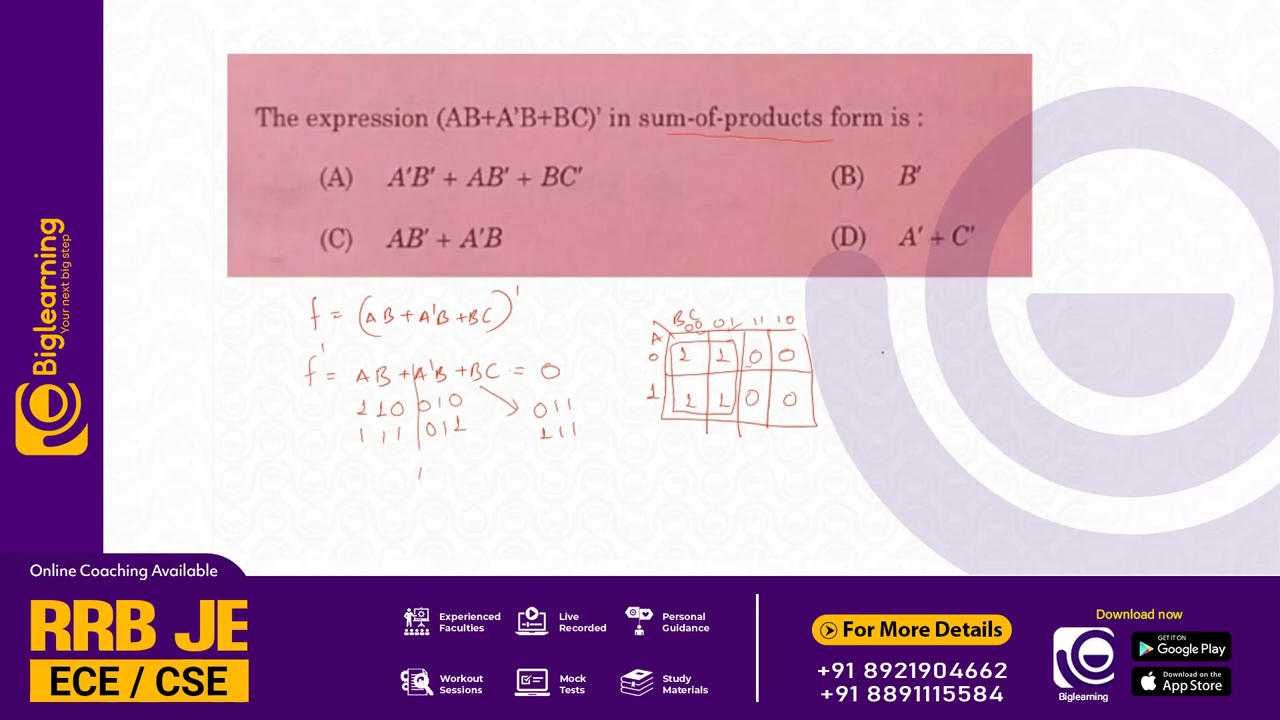 The expression (AB+A'B+BC)' in sum-of-products form is :
(A) A'B' + AB' + BC'
(B) B'
(C) AB' + A'B
(D) A' + C'
f = (AB + A'B + BC)'
f' = AB + A'B + BC = 0
110 010 011
111 011 111
A BC
00 01 11 10
0 1 1 0 0
1 1 1 0 0
Biglearning
Your next big step
Online Coaching Available
RRB JE
ECE / CSE
Experienced
Faculties
Live
Recorded
Personal
Guidance
Workout
Sessions
Mock
Tests
Study
Materials
For More Details
+91 8921904662
+91 8891115584
Download now
Biglearning
GET IT ON
Google Play
Download on the
App Store